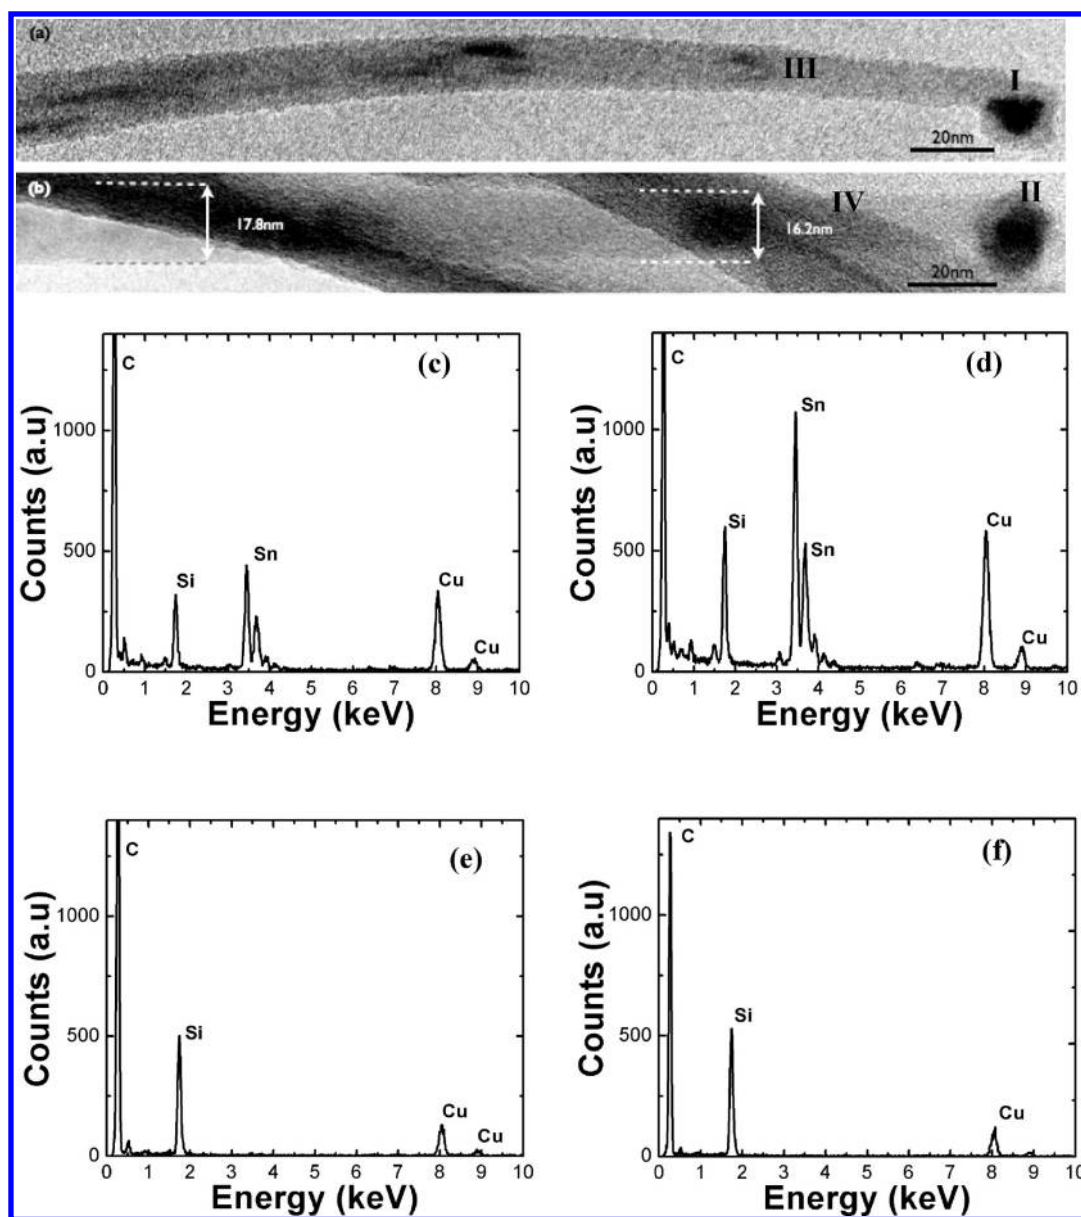 (a)
III
I
20nm
(b)
17.8nm
16.2nm
IV
II
20nm
(c)
C
Si
Sn
Cu
Cu
Counts (a.u)
1000
500
0
0 1 2 3 4 5 6 7 8 9 10
Energy (keV)
(d)
C
Sn
Si
Sn
Cu
Cu
Counts (a.u)
1000
500
0
0 1 2 3 4 5 6 7 8 9 10
Energy (keV)
(e)
C
Si
Cu
Cu
Counts (a.u)
1000
500
0
0 1 2 3 4 5 6 7 8 9 10
Energy (keV)
(f)
C
Si
Cu
Counts (a.u)
1000
500
0
0 1 2 3 4 5 6 7 8 9 10
Energy (keV)